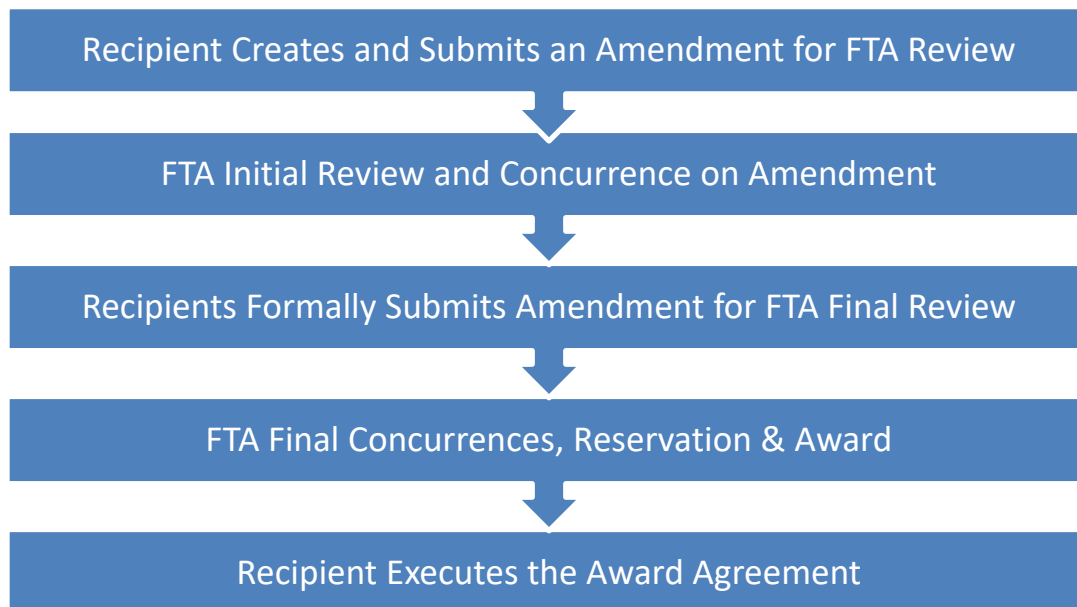 Recipient Creates and Submits an Amendment for FTA Review
FTA Initial Review and Concurrence on Amendment
Recipients Formally Submits Amendment for FTA Final Review
FTA Final Concurrences, Reservation & Award
Recipient Executes the Award Agreement